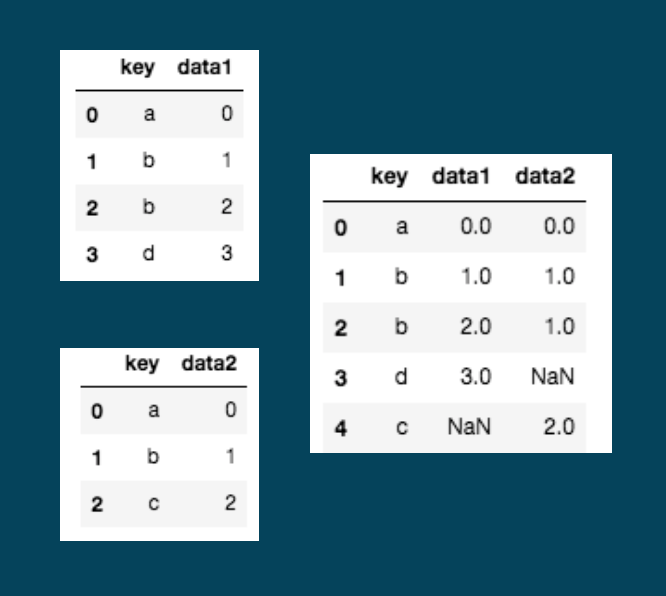 key data1
0 a 0
1 b 1
2 b 2
3 d 3
key data2
0 a 0
1 b 1
2 c 2
key data1 data2
0 a 0.0 0.0
1 b 1.0 1.0
2 b 2.0 1.0
3 d 3.0 NaN
4 c NaN 2.0